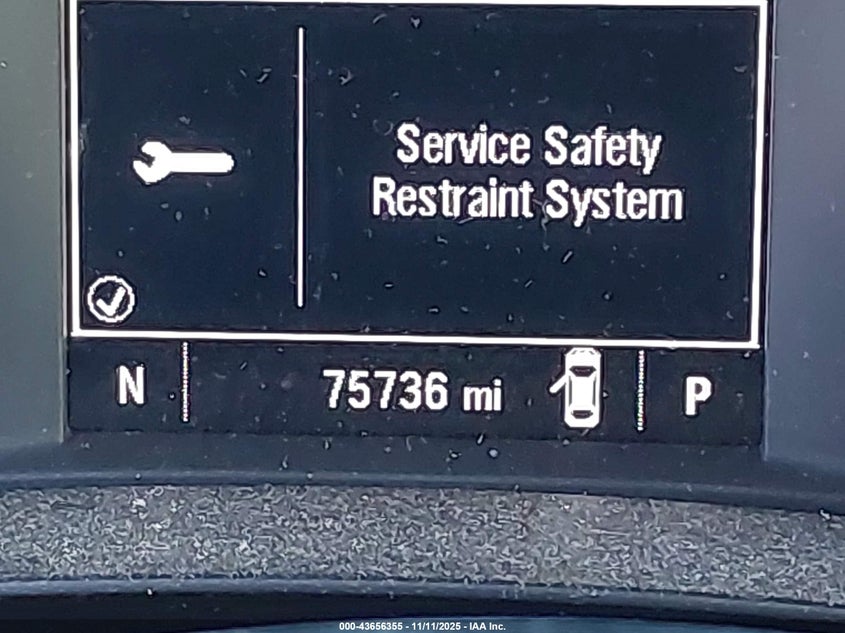 Service Safety
Restraint System
N 75736 mi P
000-43656355 - 11/11/2025 - IAA Inc.